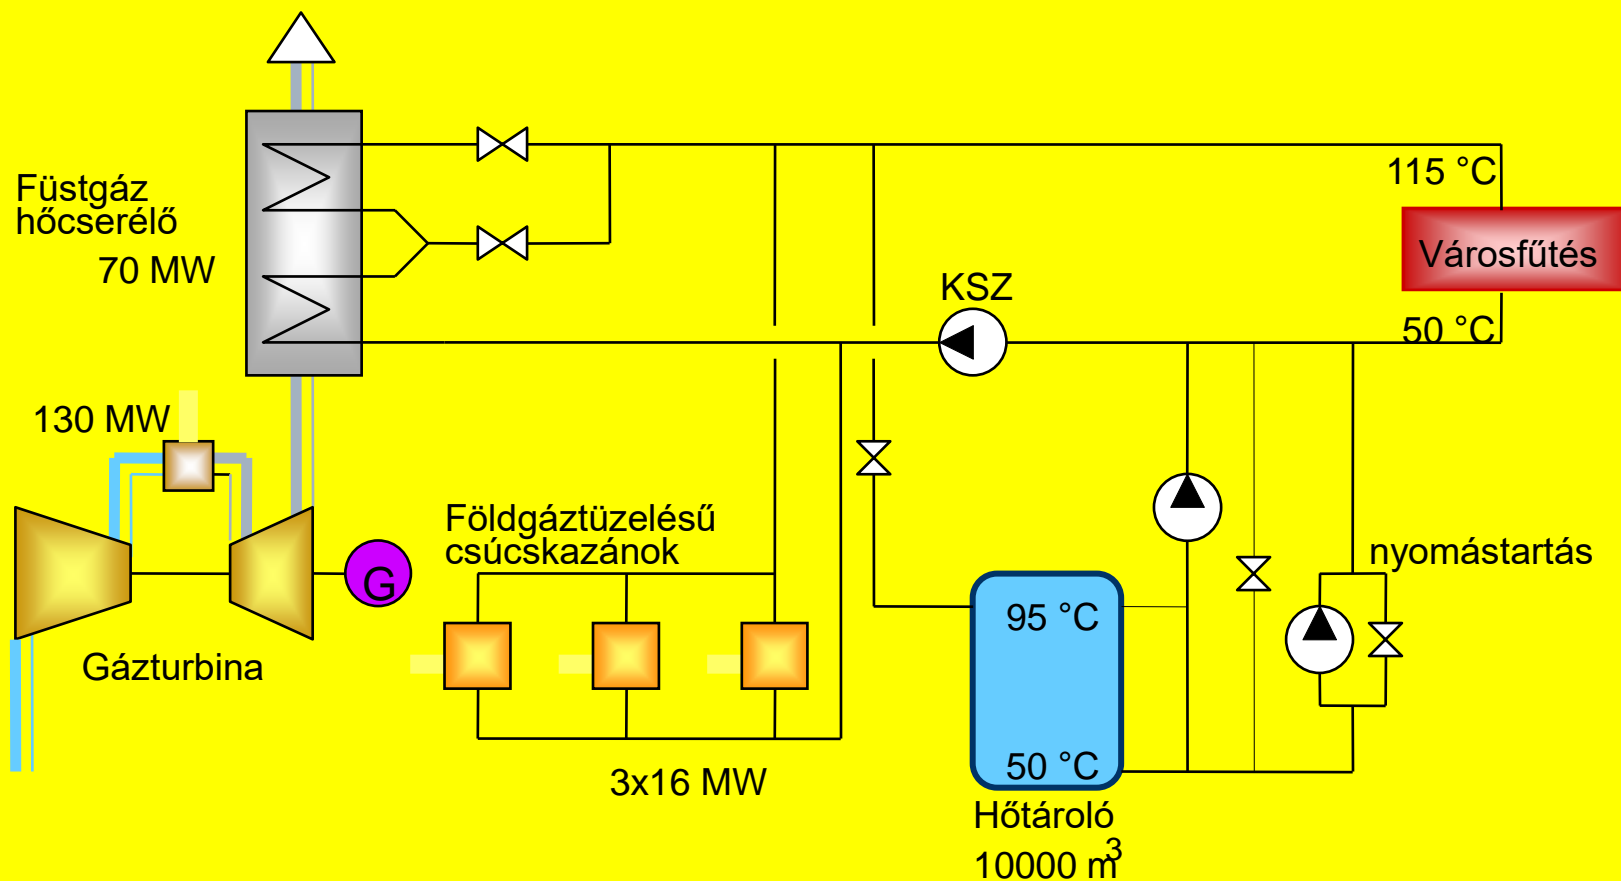 115 °C
Füstgáz
hőcserélő
70 MW
Városfűtés
KSZ
50 °C
130 MW
Földgáztüzelésű
csúcskazánok
nyomástartás
G
95 °C
Gázturbina
50 °C
3x16 MW
Hőtároló
10000 m³